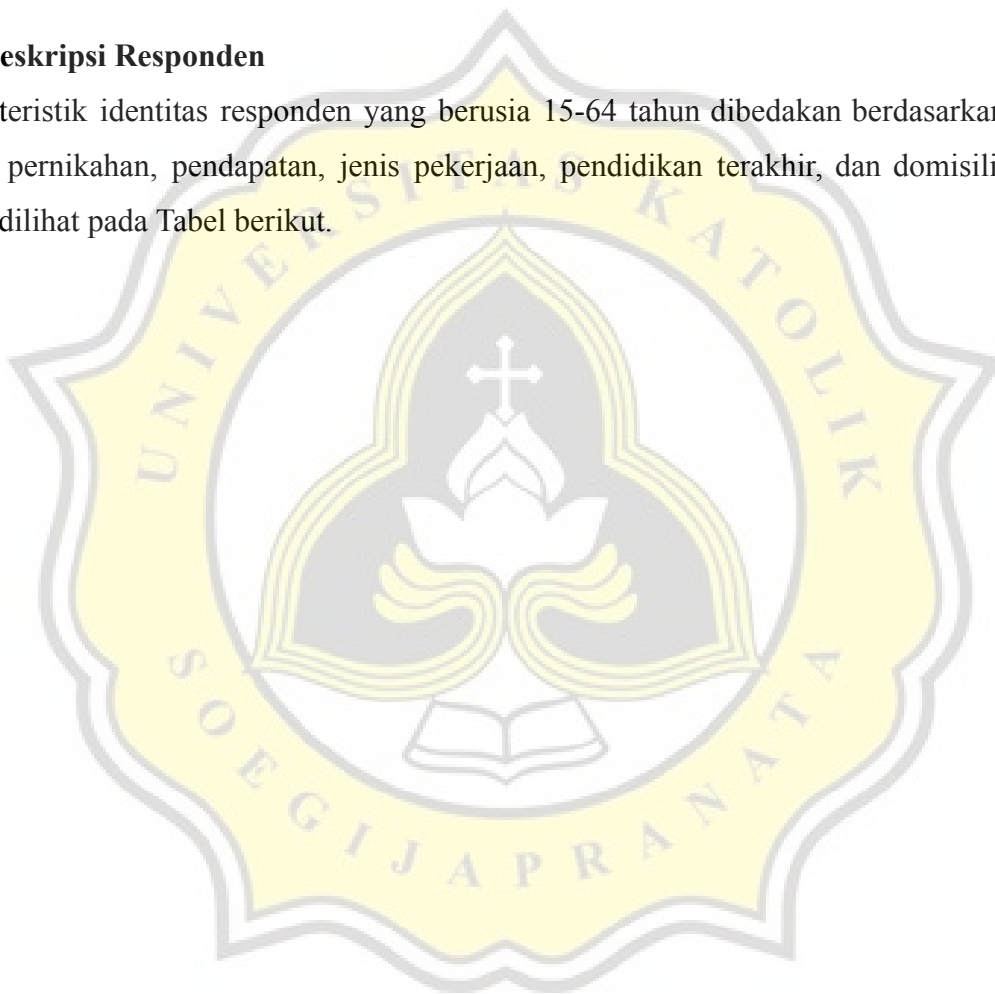 eskripsi Responden
teristik identitas responden yang berusia 15-64 tahun dibedakan berdasarkan
pernikahan, pendapatan, jenis pekerjaan, pendidikan terakhir, dan domisili
dilihat pada Tabel berikut.
UNIVERSITAS KATOLIK
SOEGIJAPRANATA